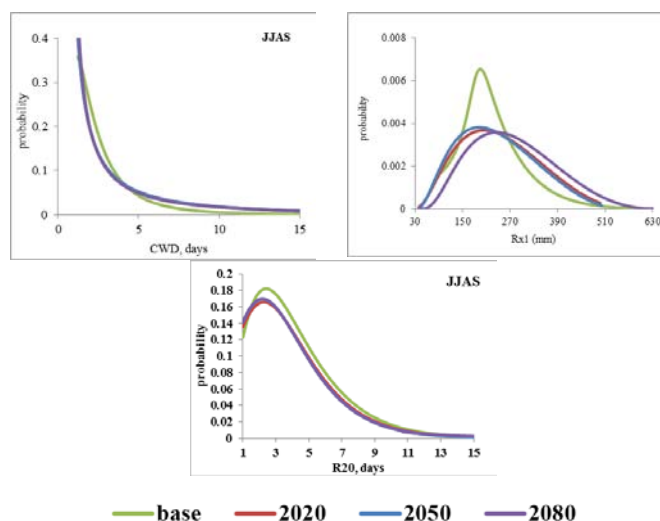 JJAS
0.4
0.3
0.2
0.1
0
probability
0 5 10 15
CWD, days
0.008
0.006
0.004
0.002
0.000
probability
30 150 270 390 510 630
Rx1 (mm)
JJAS
0.2
0.18
0.16
0.14
0.12
0.1
0.08
0.06
0.04
0.02
0
probability
1 3 5 7 9 11 13 15
R20, days
base 2020 2050 2080